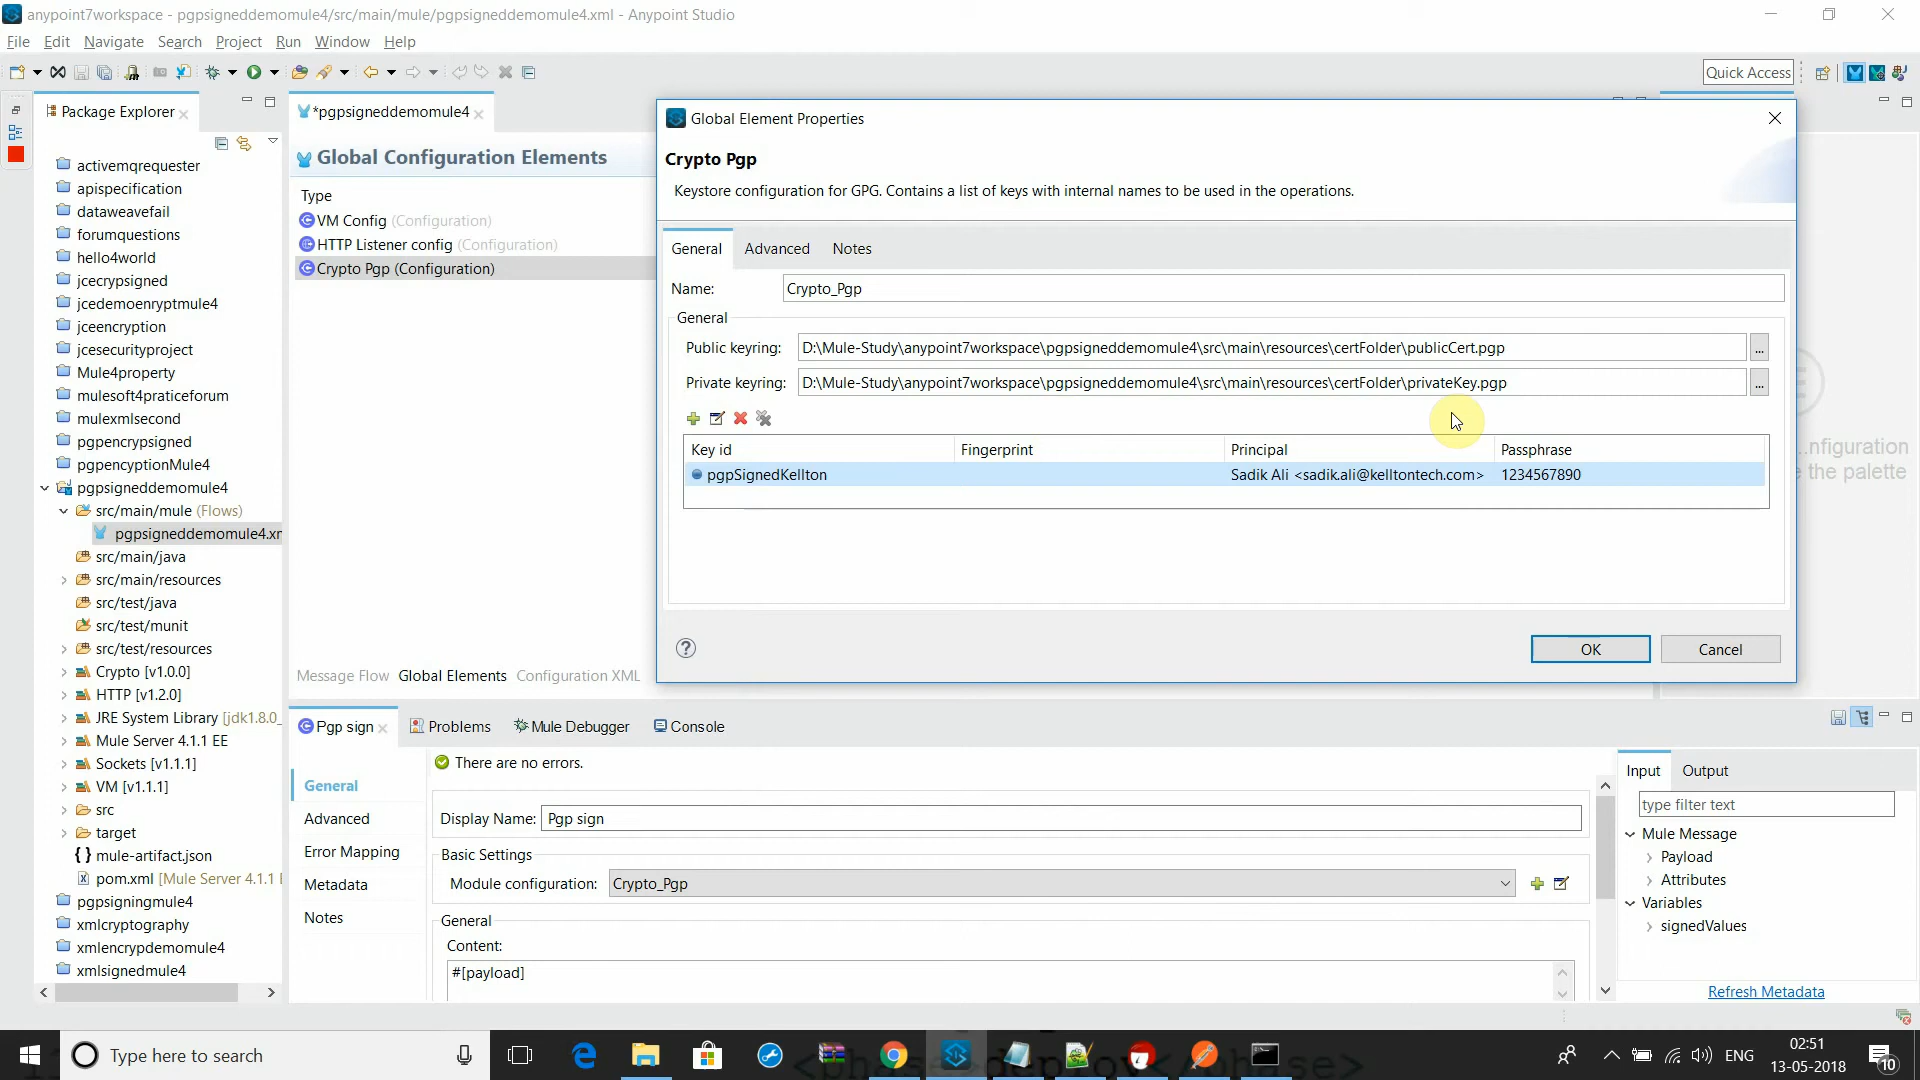 anypoint7workspace - pgpsigneddemomule4/src/main/mule/pgpsigneddemomule4.xml - Anypoint Studio
File Edit Navigate Search Project Run Window Help
Quick Access
Package Explorer
*pgpsigneddemomule4
Global Configuration Elements
Type
VM Config (Configuration)
HTTP Listener config (Configuration)
Crypto Pgp (Configuration)
activemqrequester
apispecification
dataweavefail
forumquestions
hello4world
jcecrypsigned
jcedemoenryptmule4
jceencryption
jcesecurityproject
Mule4property
mulesoft4praticeforum
mulexmlsecond
pgpencrypsigned
pgpencyptionMule4
pgpsigneddemomule4
src/main/mule (Flows)
pgpsigneddemomule4.xr
src/main/java
src/main/resources
src/test/java
src/test/munit
src/test/resources
Crypto [v1.0.0]
HTTP [v1.2.0]
JRE System Library [jdk1.8.0_
Mule Server 4.1.1 EE
Sockets [v1.1.1]
VM [v1.1.1]
src
target
mule-artifact.json
pom.xml [Mule Server 4.1.1 E
pgpsigningmule4
xmlcryptography
xmlencrypdemomule4
xmlsignedmule4
Global Element Properties
Crypto Pgp
Keystore configuration for GPG. Contains a list of keys with internal names to be used in the operations.
General Advanced Notes
Name: Crypto_Pgp
General
Public keyring: D:\Mule-Study\anypoint7workspace\pgpsigneddemomule4\src\main\resources\certFolder\publicCert.pgp ...
Private keyring: D:\Mule-Study\anypoint7workspace\pgpsigneddemomule4\src\main\resources\certFolder\privateKey.pgp ...
Key id Fingerprint Principal Passphrase
pgpSignedKellton Sadik Ali <sadik.ali@kelltontech.com> 1234567890
OK Cancel
...nfiguration
e the palette
Message Flow Global Elements Configuration XML
Pgp sign Problems Mule Debugger Console
There are no errors.
General
Advanced
Error Mapping
Metadata
Notes
Display Name: Pgp sign
Basic Settings
Module configuration: Crypto_Pgp
General
Content:
#[payload]
Input Output
type filter text
Mule Message
Payload
Attributes
Variables
signedValues
Refresh Metadata
Type here to search
<phase>deploy</phase>
ENG
02:51
13-05-2018
10